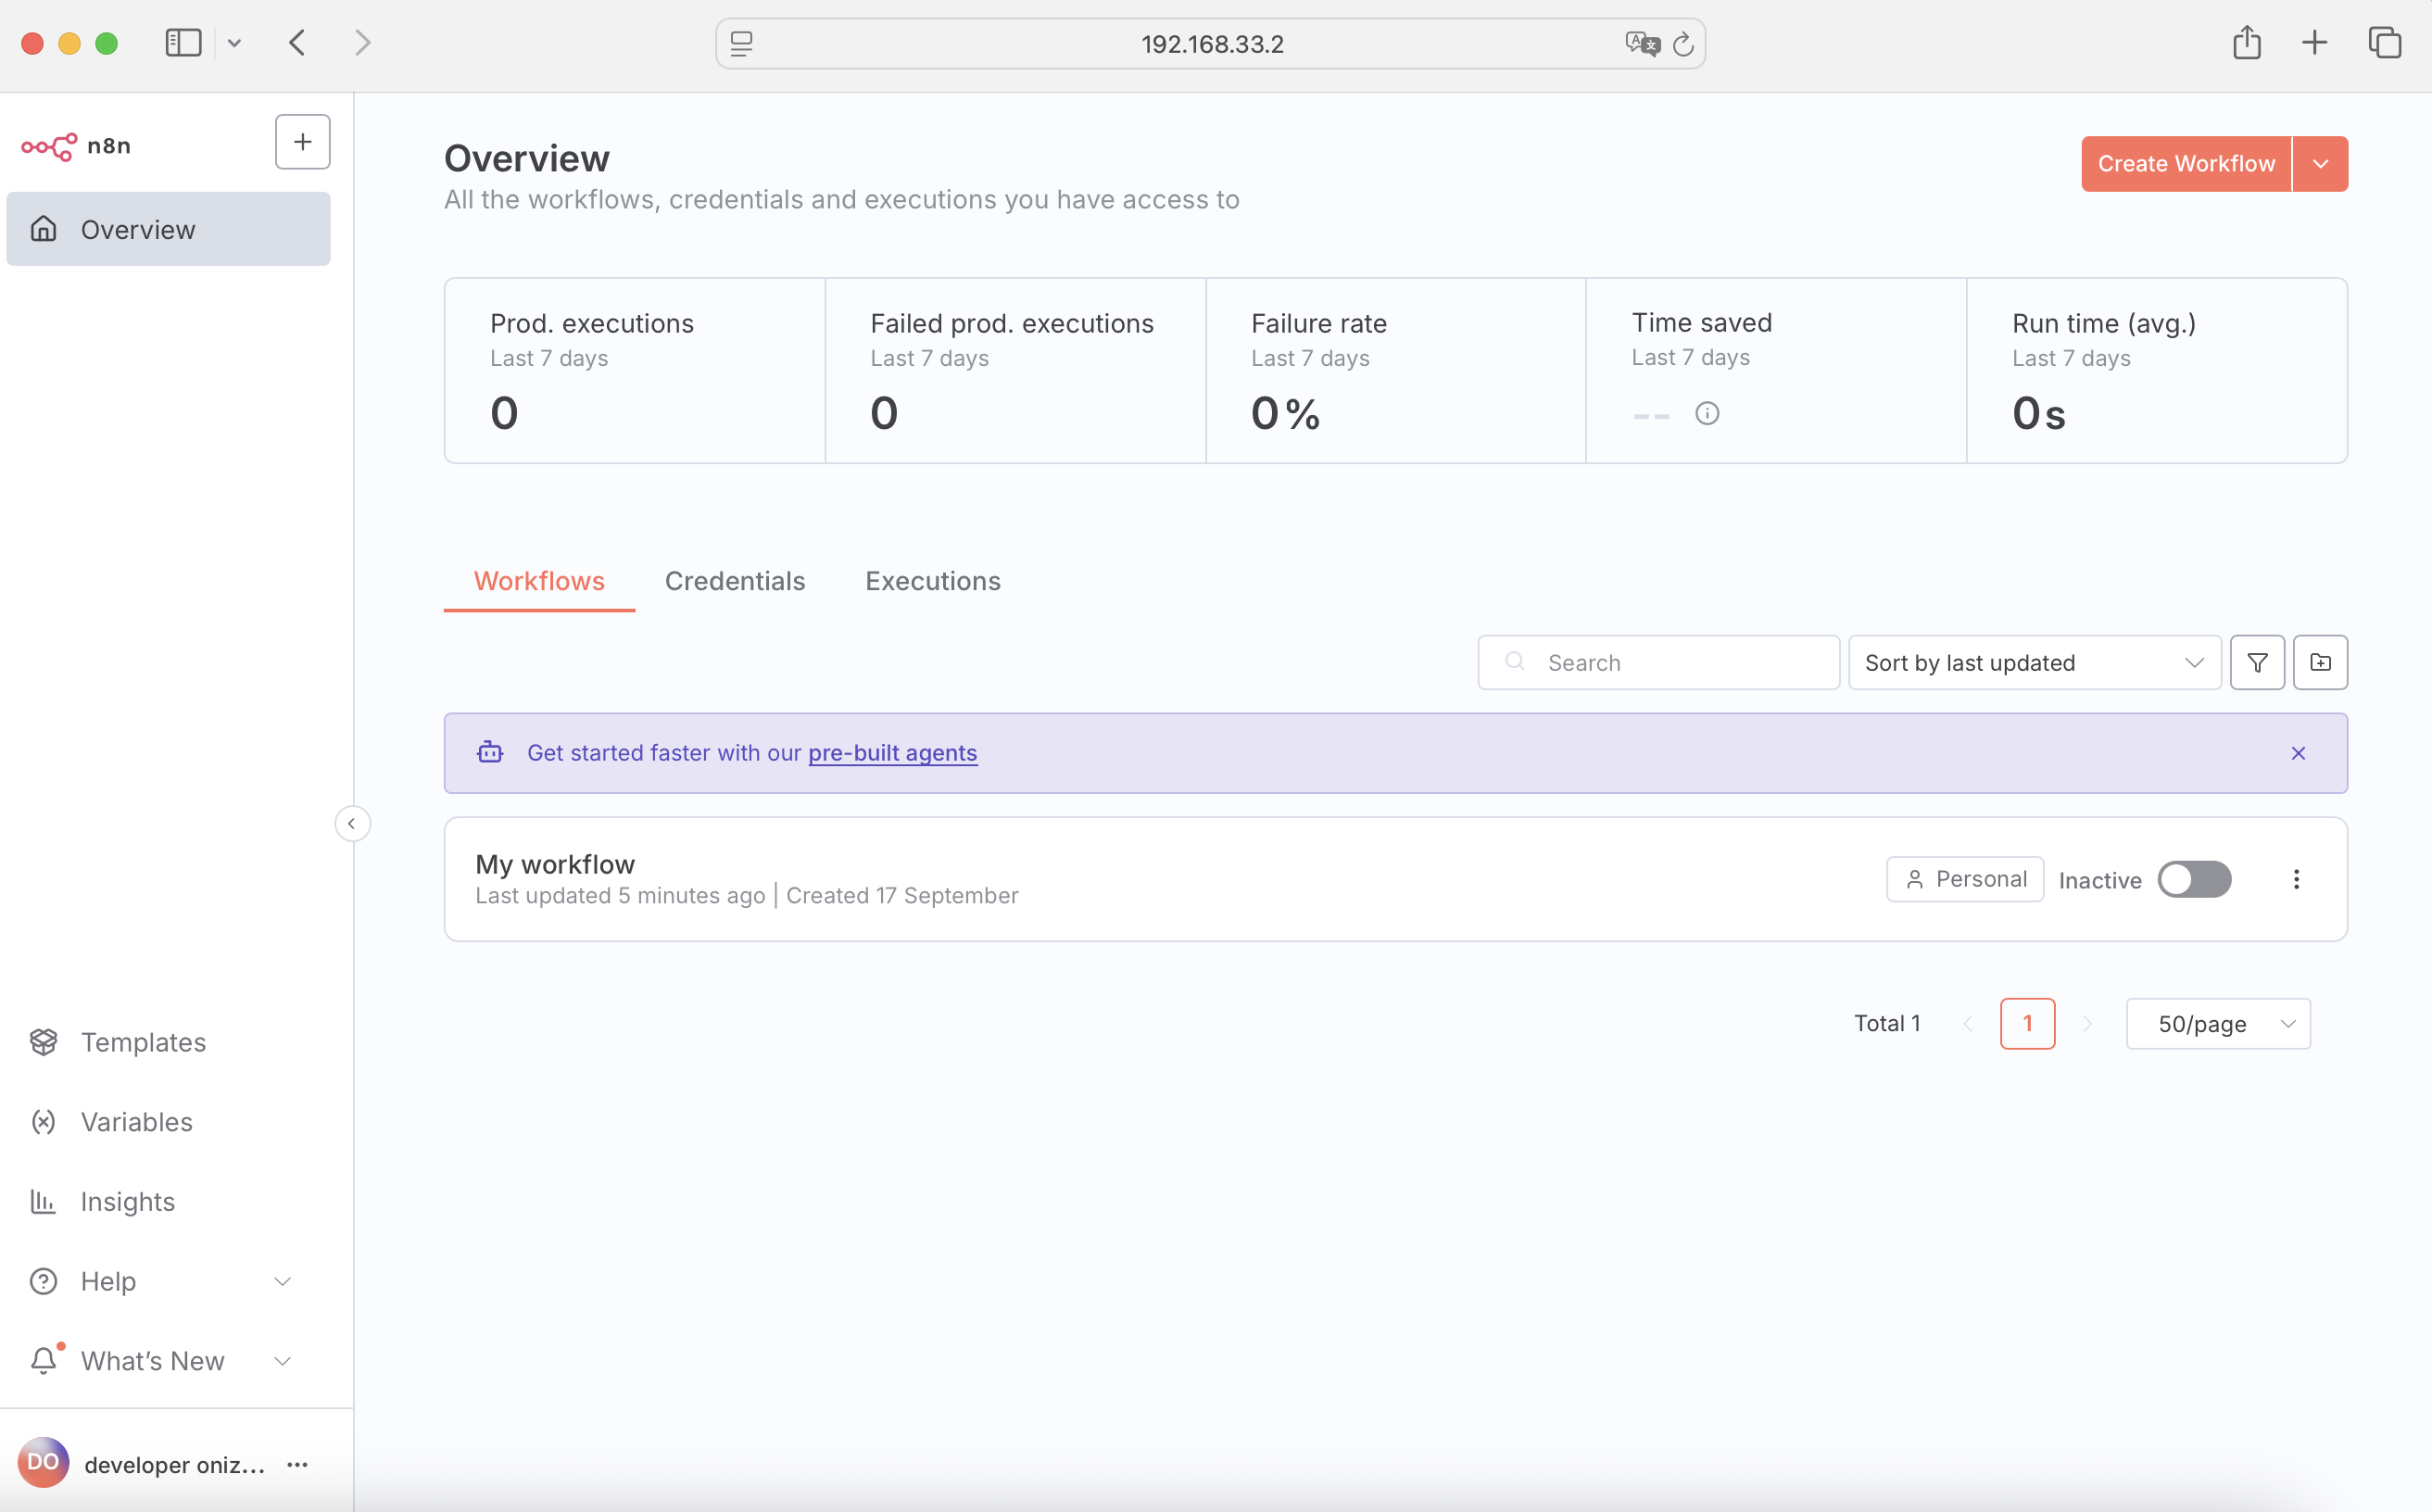 192.168.33.2
n8n
Overview
Templates
Variables
Insights
Help
What's New
DO developer oniz...
Overview
All the workflows, credentials and executions you have access to
Create Workflow
Prod. executions
Last 7 days
0
Failed prod. executions
Last 7 days
0
Failure rate
Last 7 days
0%
Time saved
Last 7 days
--
Run time (avg.)
Last 7 days
0s
Workflows Credentials Executions
Search
Sort by last updated
Get started faster with our pre-built agents
My workflow
Last updated 5 minutes ago | Created 17 September
Personal
Inactive
Total 1
1
50/page